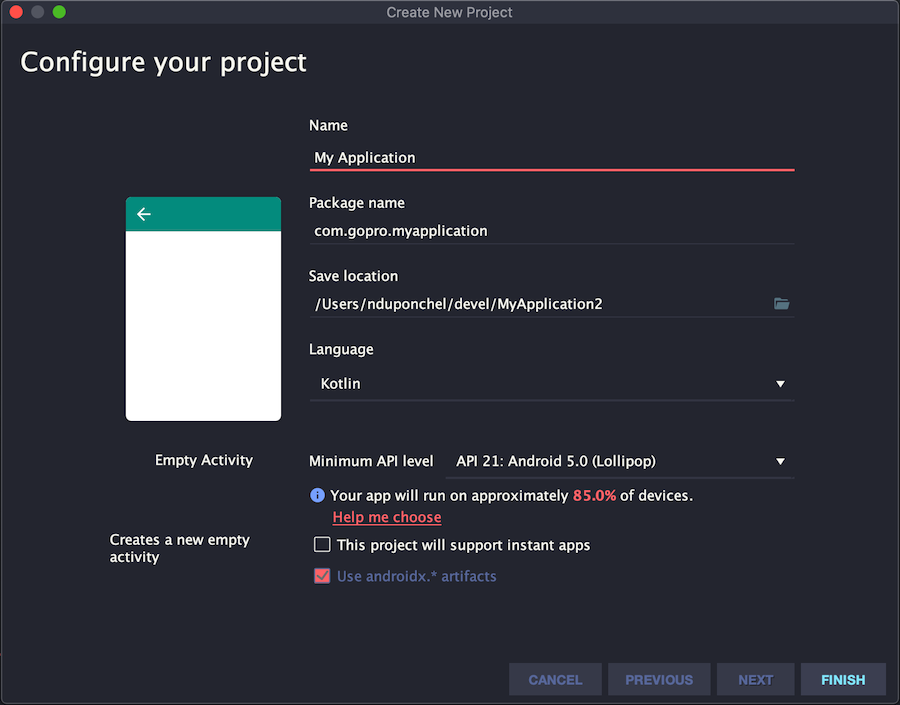 Create New Project
Configure your project
Name
My Application
Package name
com.gopro.myapplication
Save location
/Users/nduponchel/devel/MyApplication2
Language
Kotlin
Empty Activity
Minimum API level API 21: Android 5.0 (Lollipop)
Your app will run on approximately 85.0% of devices.
Help me choose
Creates a new empty
activity
This project will support instant apps
Use androidx.* artifacts
CANCEL PREVIOUS NEXT FINISH